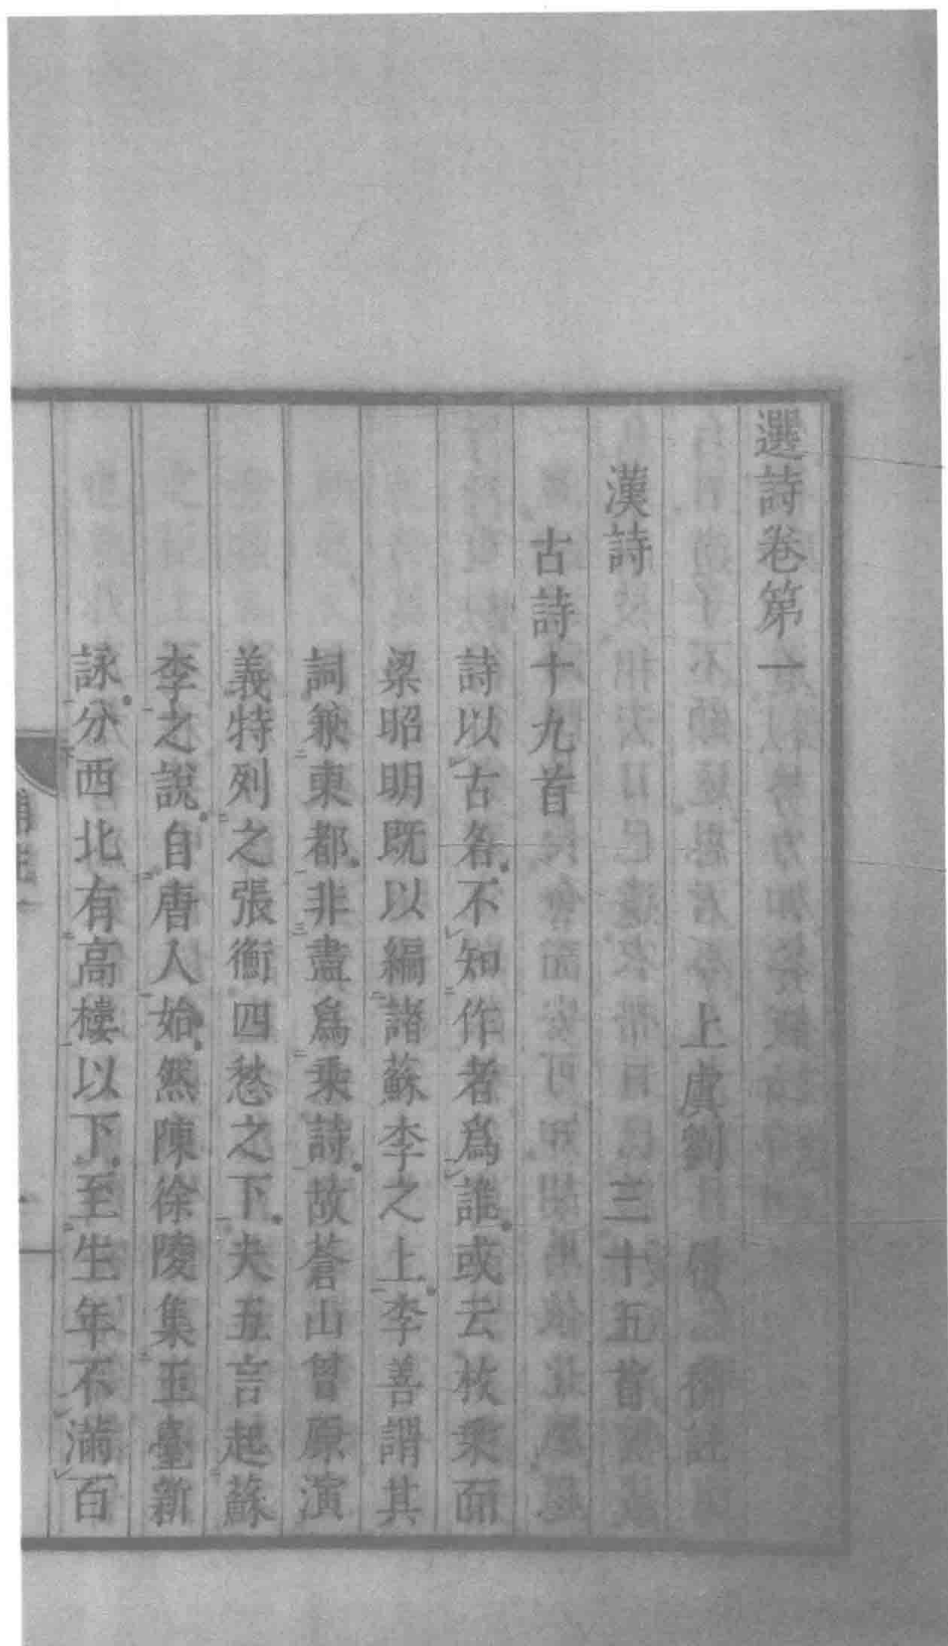 選詩卷第一
上虞劉履補註
漢詩 三十五首
古詩十九首
詩以古名不知作者爲誰或云枚乘而
梁昭明旣以編諸蘇李之上李善謂其
詞兼東都非盡爲乘詩故蒼山曾原演
義特列之張衡四愁之下夫五言起蘇
李之說自唐人始然陳徐陵集玉臺新
詠分西北有高樓以下至生年不滿百